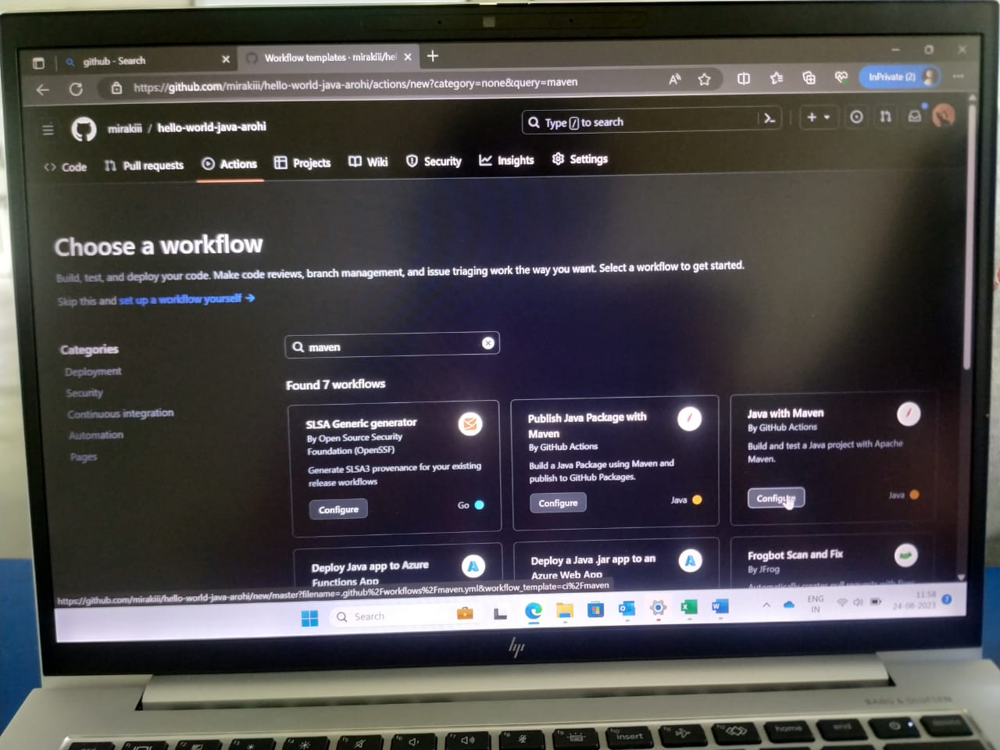 github - Search
Workflow templates · mirakiii/hel
https://github.com/mirakiii/hello-world-java-arohi/actions/new?category=none&query=maven
InPrivate (2)
mirakiii / hello-world-java-arohi
Type / to search
Code
Pull requests
Actions
Projects
Wiki
Security
Insights
Settings
Choose a workflow
Build, test, and deploy your code. Make code reviews, branch management, and issue triaging work the way you want. Select a workflow to get started.
Skip this and set up a workflow yourself →
Categories
Deployment
Security
Continuous integration
Automation
Pages
maven
Found 7 workflows
SLSA Generic generator
By Open Source Security
Foundation (OpenSSF)
Generate SLSA3 provenance for your existing
release workflows
Configure
Go
Publish Java Package with
Maven
By GitHub Actions
Build a Java Package using Maven and
publish to GitHub Packages.
Configure
Java
Java with Maven
By GitHub Actions
Build and test a Java project with Apache
Maven.
Configure
Java
Deploy Java app to Azure
Functions App
Deploy a Java .jar app to an
Azure Web App
Frogbot Scan and Fix
By JFrog
Automatically creates pull requests with fixes
https://github.com/mirakiii/hello-world-java-arohi/new/master?filename=.github%2Fworkflows%2Fmaven.yml&workflow_template=ci%2Fmaven
Search
ENG
IN
11:58
24-08-2023
hp
BANG & OLUFSEN
insert
home
end